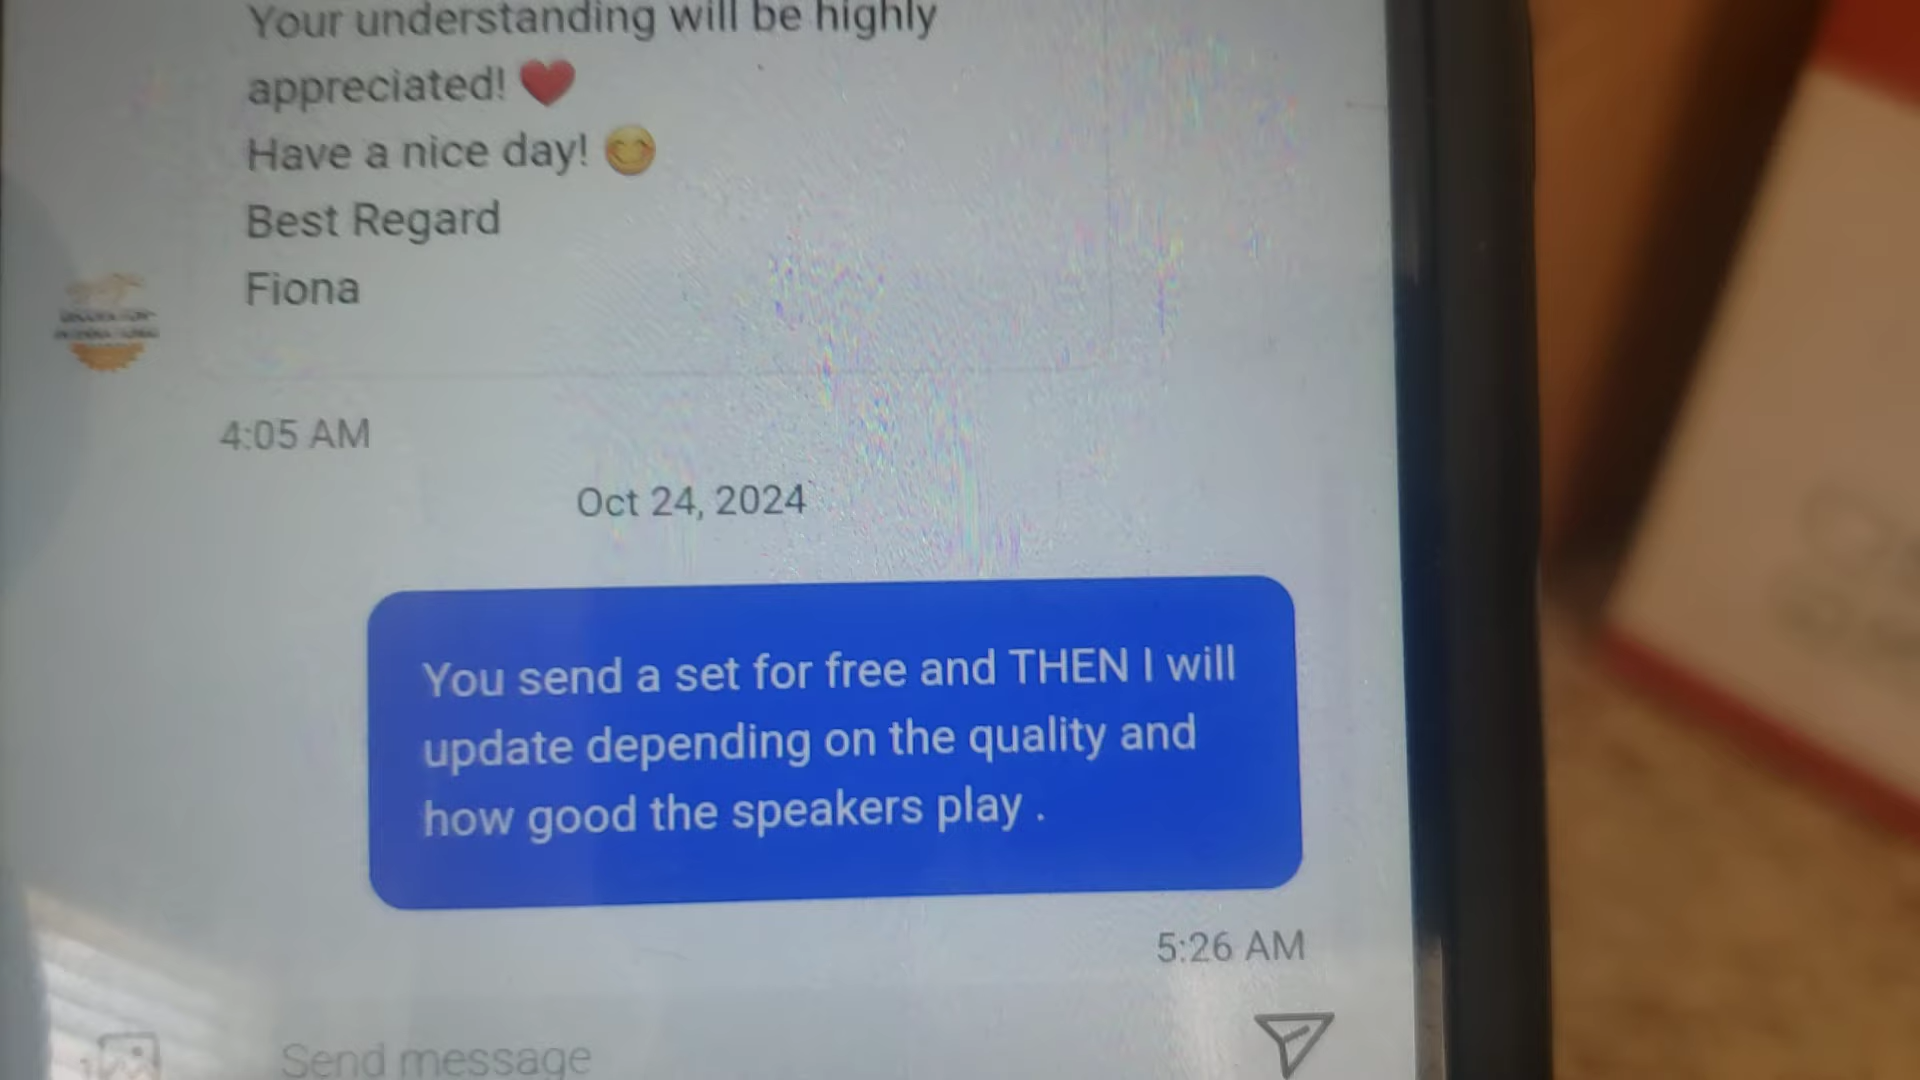 Your understanding will be highly
appreciated! ❤️
Have a nice day! 😊
Best Regard
Fiona
4:05 AM
Oct 24, 2024
You send a set for free and THEN I will
update depending on the quality and
how good the speakers play .
5:26 AM
Send message